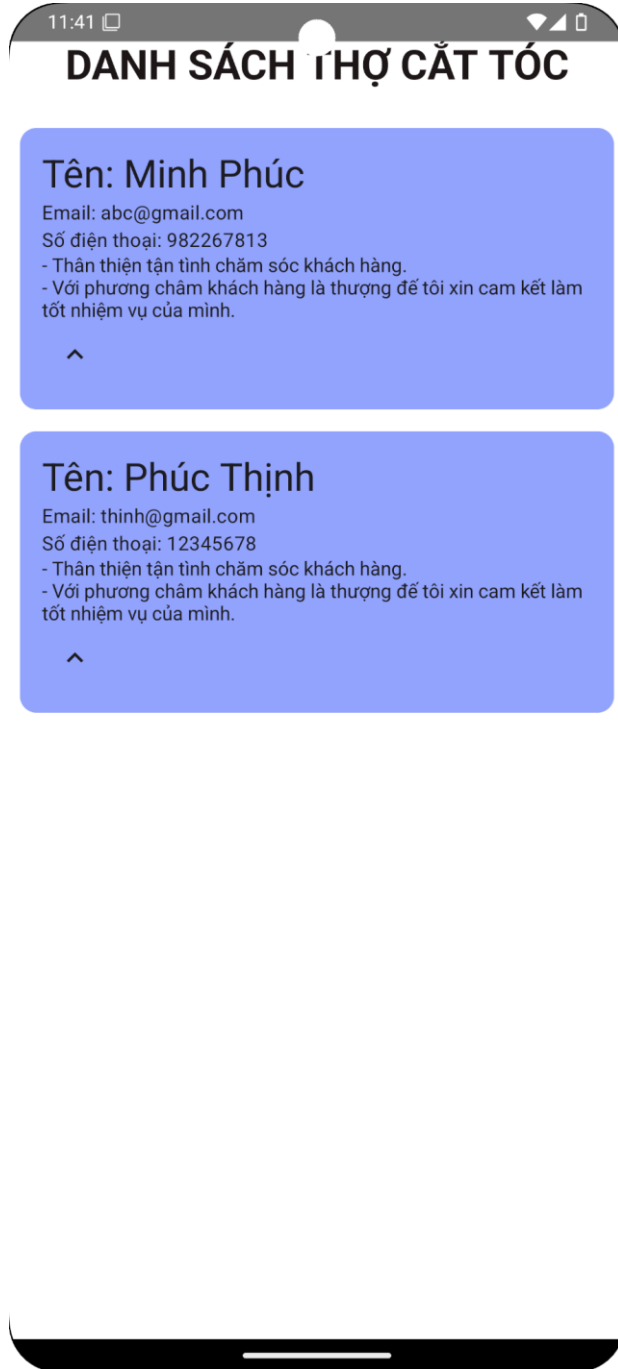 11:41
DANH SÁCH THỢ CẮT TÓC
Tên: Minh Phúc
Email: abc@gmail.com
Số điện thoại: 982267813
- Thân thiện tận tình chăm sóc khách hàng.
- Với phương châm khách hàng là thượng đế tôi xin cam kết làm
tốt nhiệm vụ của mình.
Tên: Phúc Thịnh
Email: thinh@gmail.com
Số điện thoại: 12345678
- Thân thiện tận tình chăm sóc khách hàng.
- Với phương châm khách hàng là thượng đế tôi xin cam kết làm
tốt nhiệm vụ của mình.